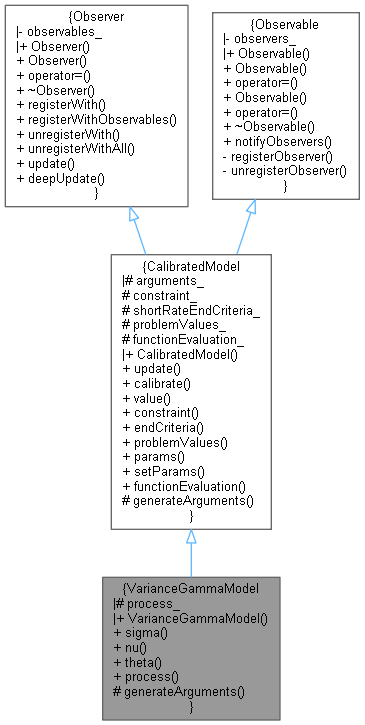 {Observer
|- observables_
|+ Observer()
+ Observer()
+ operator=()
+ ~Observer()
+ registerWith()
+ registerWithObservables()
+ unregisterWith()
+ unregisterWithAll()
+ update()
+ deepUpdate()
}
{Observable
|- observers_
|+ Observable()
+ Observable()
+ operator=()
+ Observable()
+ operator=()
+ ~Observable()
+ notifyObservers()
- registerObserver()
- unregisterObserver()
}
{CalibratedModel
|# arguments_
# constraint_
# shortRateEndCriteria_
# problemValues_
# functionEvaluation_
|+ CalibratedModel()
+ update()
+ calibrate()
+ value()
+ constraint()
+ endCriteria()
+ problemValues()
+ params()
+ setParams()
+ functionEvaluation()
# generateArguments()
}
{VarianceGammaModel
|# process_
|+ VarianceGammaModel()
+ sigma()
+ nu()
+ theta()
+ process()
# generateArguments()
}